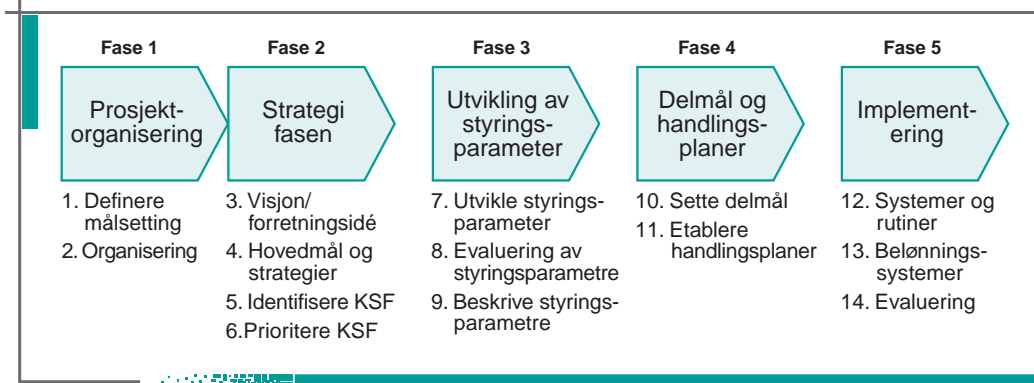 Fase 1
Fase 2
Fase 3
Fase 4
Fase 5
Prosjekt-
organisering
Strategi
fasen
Utvikling av
styrings-
parameter
Delmål og
handlings-
planer
Implement-
ering
1. Definere
målsetting
2. Organisering
3. Visjon/
forretningsidé
4. Hovedmål og
strategier
5. Identifisere KSF
6.Prioritere KSF
7. Utvikle styrings-
parameter
8. Evaluering av
styringsparametre
9. Beskrive styrings-
parametre
10. Sette delmål
11. Etablere
handlingsplaner
12. Systemer og
rutiner
13. Belønnings-
systemer
14. Evaluering